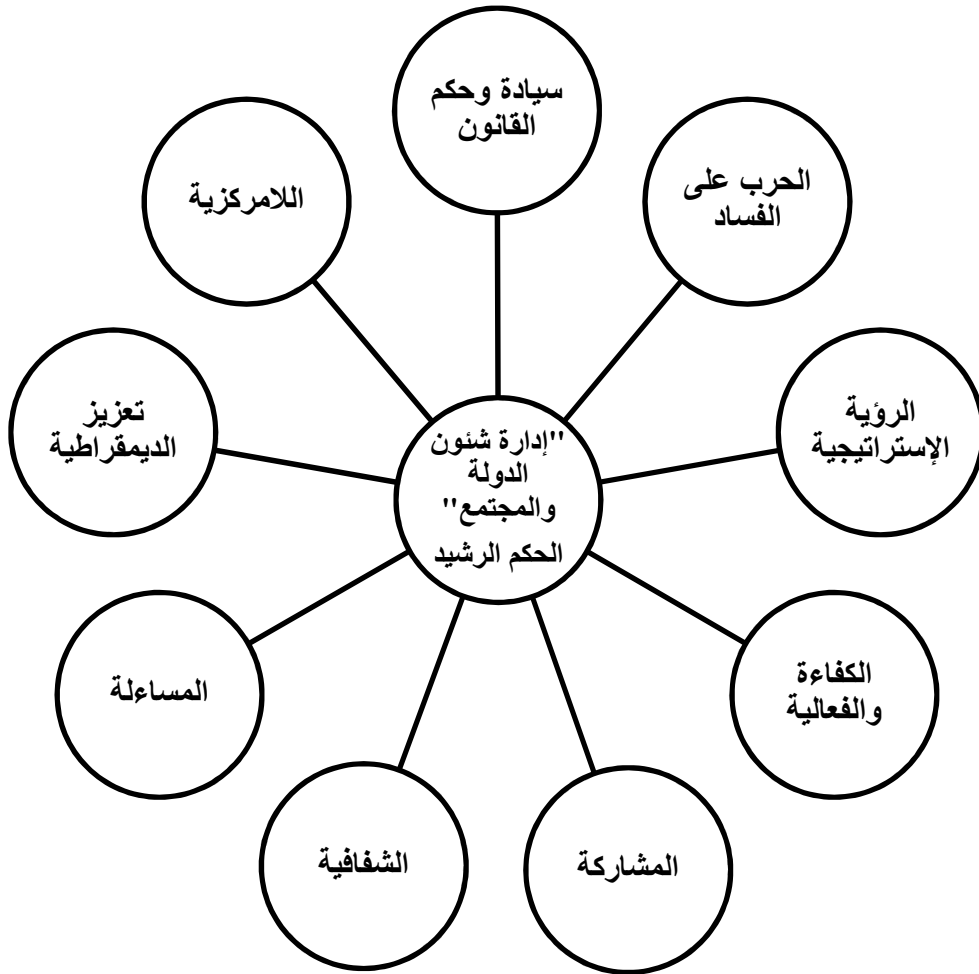 سيادة وحكم
القانون
الحرب على
الفساد
الرؤية
الإستراتيجية
الكفاءة
والفعالية
المشاركة
الشفافية
المساءلة
تعزيز
الديمقراطية
اللامركزية
"إدارة شئون
الدولة
والمجتمع"
الحكم الرشيد